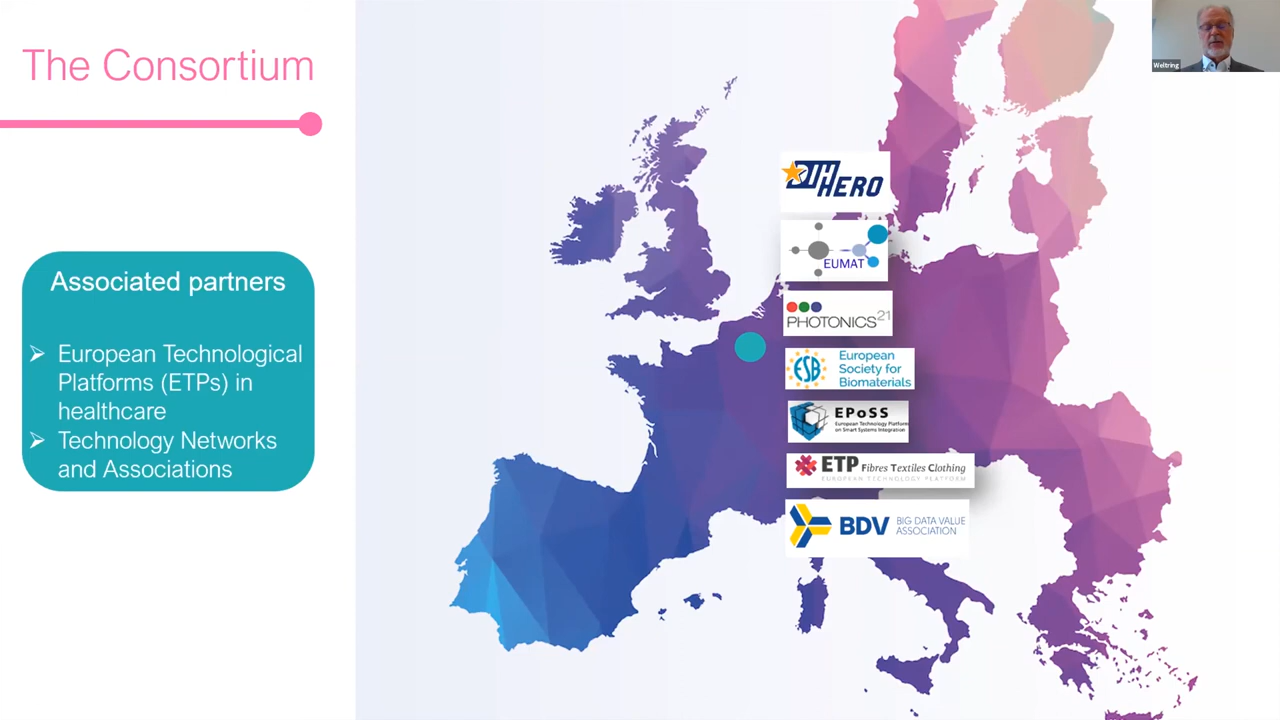 The Consortium
Associated partners
➢ European Technological
Platforms (ETPs) in
healthcare
➢ Technology Networks
and Associations
DIH
HERO
EUMAT
PHOTONICS21
ESB
European
Society for
Biomaterials
EPoSS
European Technology Platform
on Smart Systems Integration
ETP Fibres Textiles Clothing
EUROPEAN TECHNOLOGY PLATFORM
BDV BIG DATA VALUE
ASSOCIATION
Weltring